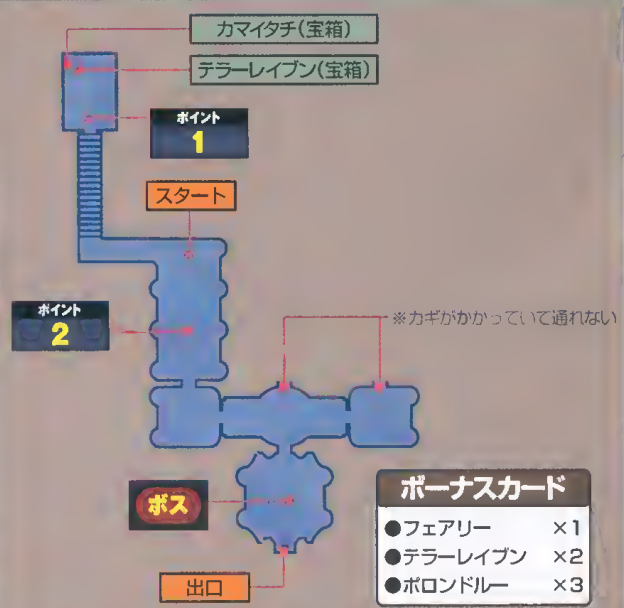 カマイタチ(宝箱)
テラーレイブン(宝箱)
ポイント
1
スタート
ポイント
2
※カギがかかっていて通れない
ボス
出口
ボーナスカード
●フェアリー ×1
●テラーレイブン ×2
●ポロンドルー ×3